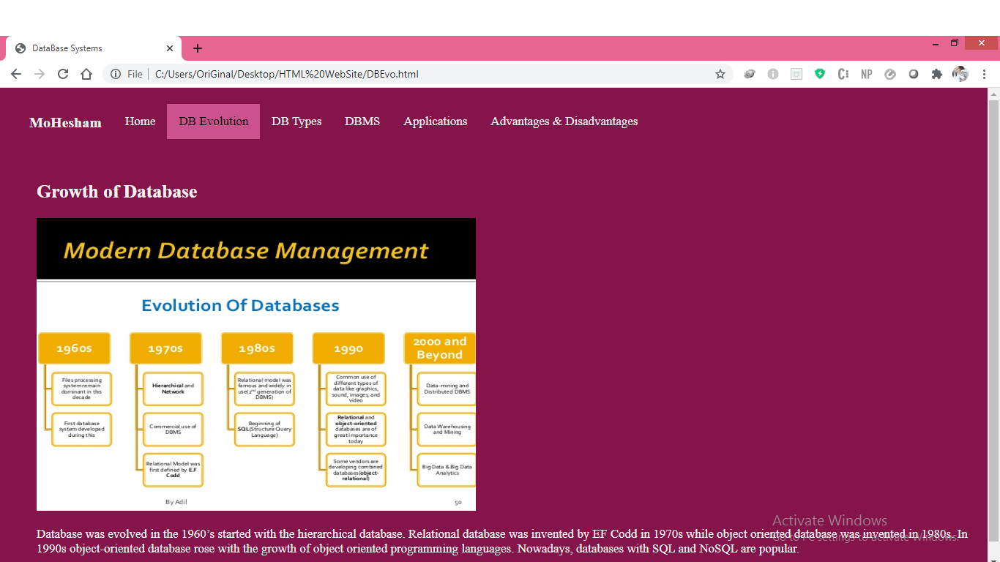 DataBase Systems
File
C:/Users/OriGinal/Desktop/HTML%20WebSite/DBEvo.html
NP
MoHesham
Home
DB Evolution
DB Types
DBMS
Applications
Advantages & Disadvantages
Growth of Database
Modern Database Management
Evolution Of Databases
1960s
Files processing
system remain
dominant in this
decade
First database
system developed
during this
1970s
Hierarchical and
Network
Commercial use of
DBMS
Relational Model was
first defined by E.F
Codd
1980s
Relational model was
famous and widely in
use(2nd generation of
DBMS)
Beginning of
SQL(Structure Query
Language)
1990
Common use of
different types of
data like graphics,
sound, images, and
video
Relational and
object-oriented
databases are of
great importance
today
Some vendors are
developing combined
databases(object-
relational)
2000 and
Beyond
Data-mining and
Distributed DBMS
Data Warehousing
and Mining
Big Data & Big Data
Analytics
By Adil
50
Database was evolved in the 1960’s started with the hierarchical database. Relational database was invented by EF Codd in 1970s while object oriented database was invented in 1980s. In
1990s object-oriented database rose with the growth of object oriented programming languages. Nowadays, databases with SQL and NoSQL are popular.
Activate Windows
Go to PC settings to activate Windows.